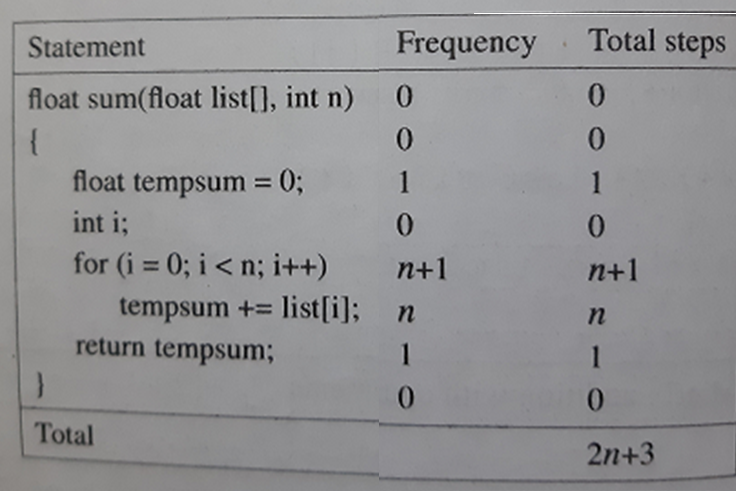 Statement Frequency Total steps
float sum(float list[], int n) 0 0
{ 0 0
float tempsum = 0; 1 1
int i; 0 0
for (i = 0; i < n; i++) n+1 n+1
tempsum += list[i]; n n
return tempsum; 1 1
} 0 0
Total 2n+3